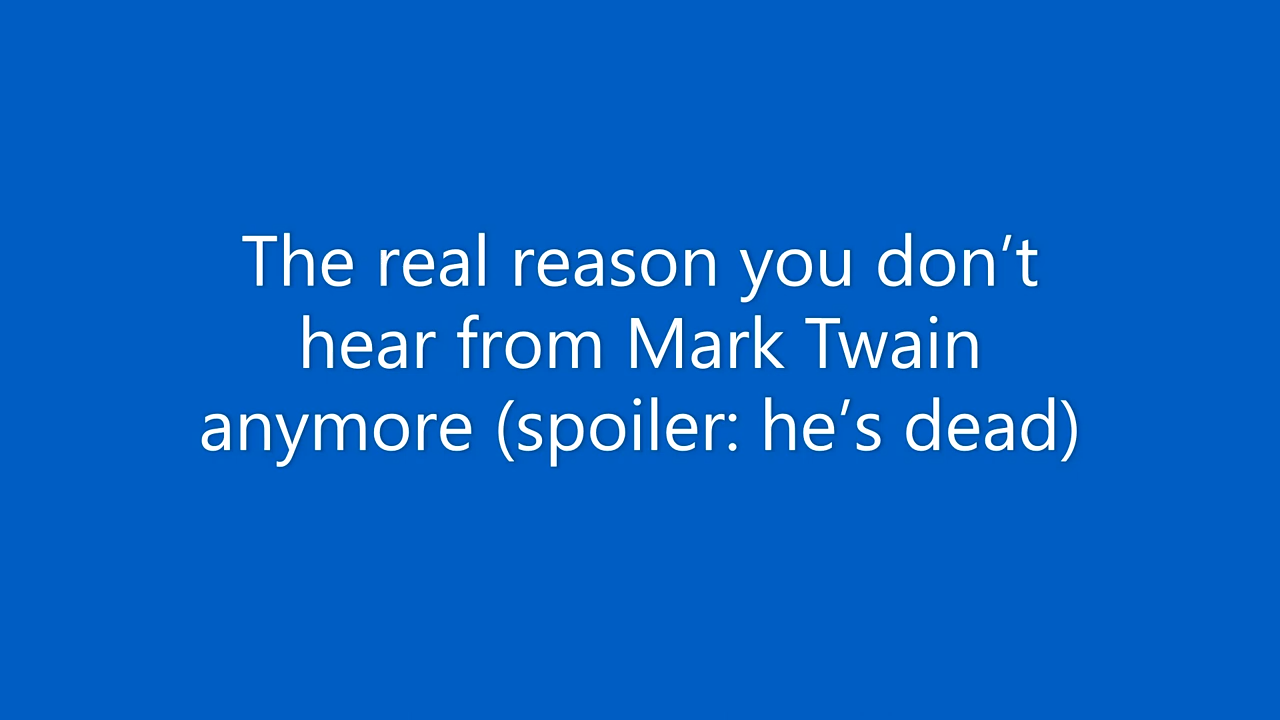 The real reason you don’t
hear from Mark Twain
anymore (spoiler: he’s dead)